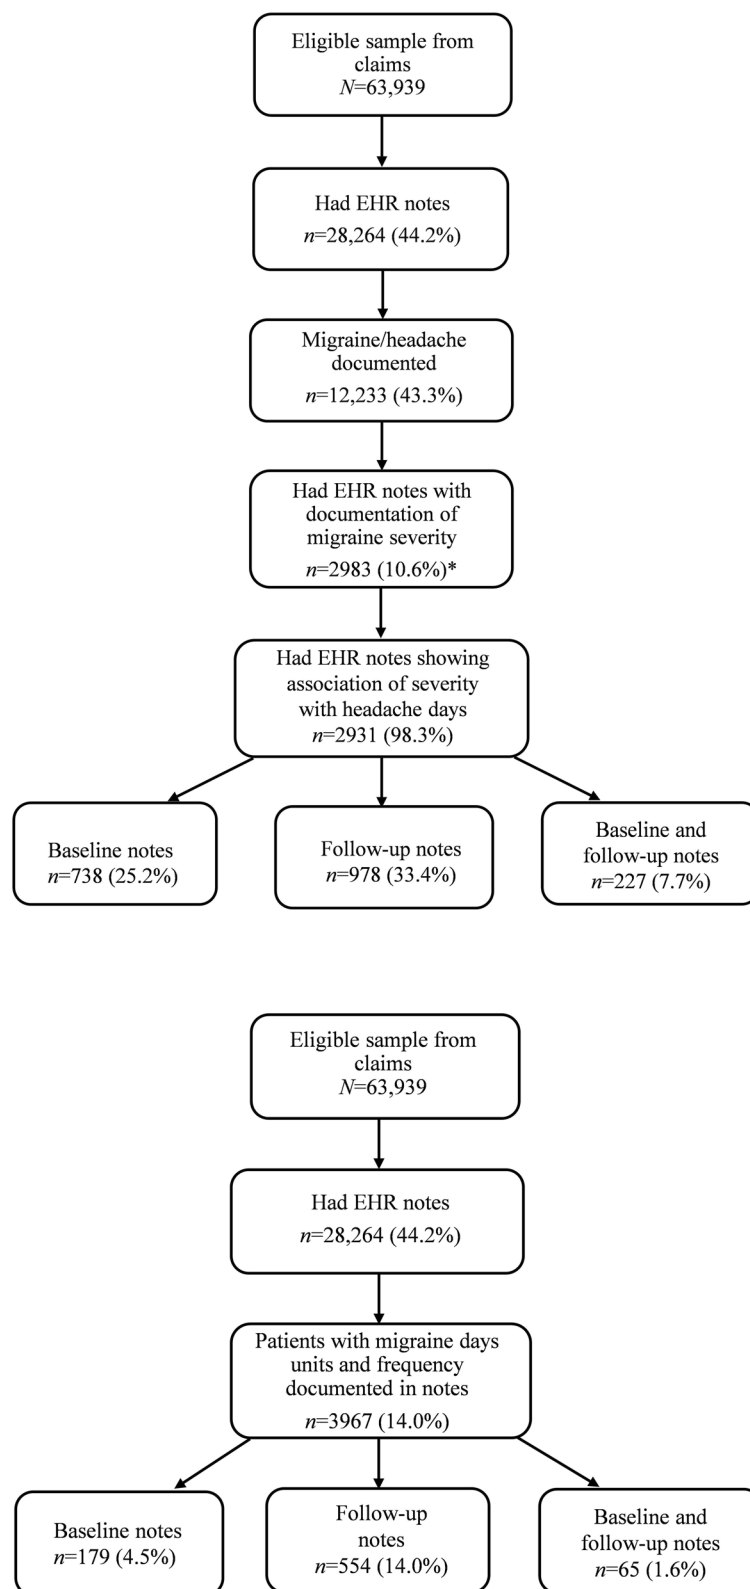 Eligible sample from
claims
N=63,939
Had EHR notes
n=28,264 (44.2%)
Migraine/headache
documented
n=12,233 (43.3%)
Had EHR notes with
documentation of
migraine severity
n=2983 (10.6%)*
Had EHR notes showing
association of severity
with headache days
n=2931 (98.3%)
Baseline notes
n=738 (25.2%)
Follow-up notes
n=978 (33.4%)
Baseline and
follow-up notes
n=227 (7.7%)
Eligible sample from
claims
N=63,939
Had EHR notes
n=28,264 (44.2%)
Patients with migraine days
units and frequency
documented in notes
n=3967 (14.0%)
Baseline notes
n=179 (4.5%)
Follow-up
notes
n=554 (14.0%)
Baseline and
follow-up notes
n=65 (1.6%)